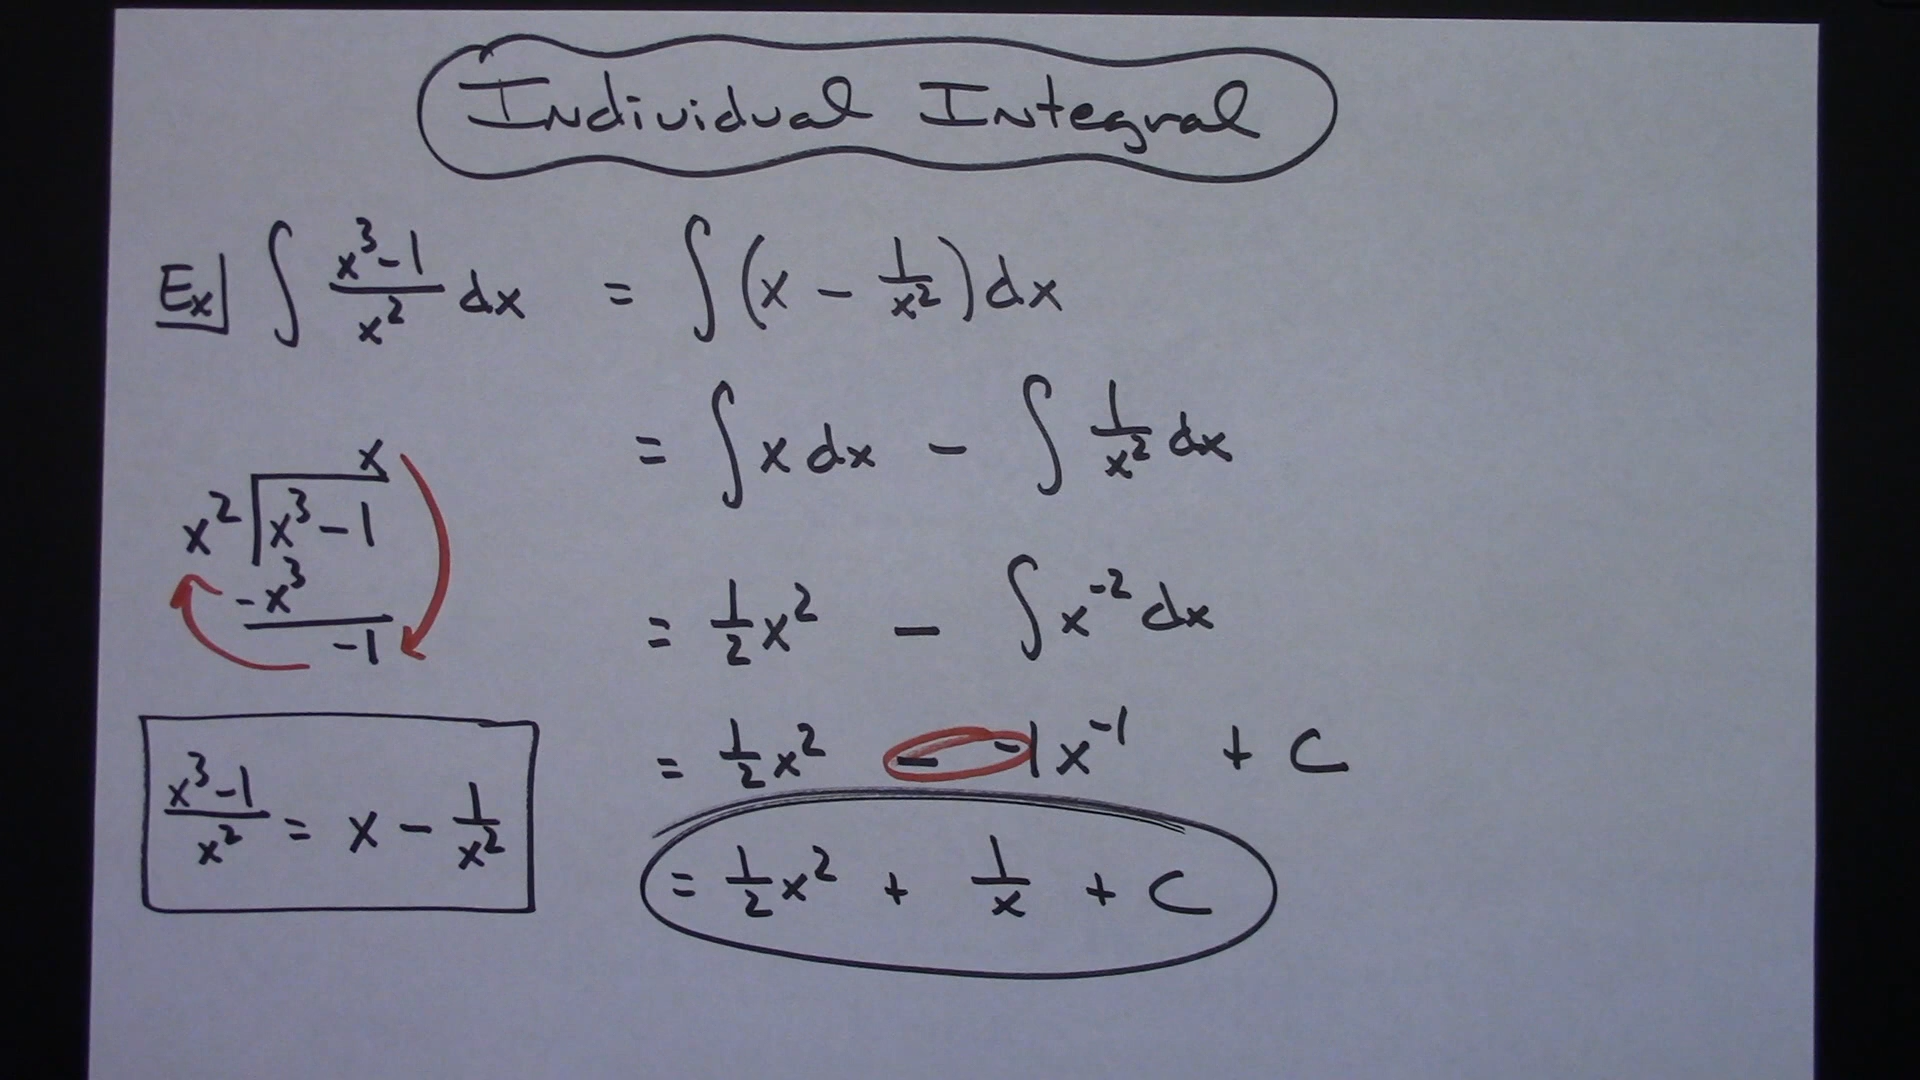 Individual Integral
Ex ∫ x³-1/x² dx = ∫(x - 1/x²)dx
= ∫x dx - ∫ 1/x² dx
x
x² | x³-1
-x³
-1
= 1/2 x² - ∫x⁻² dx
= 1/2 x² - -1x⁻¹ + C
x³-1/x² = x - 1/x²
= 1/2 x² + 1/x + C